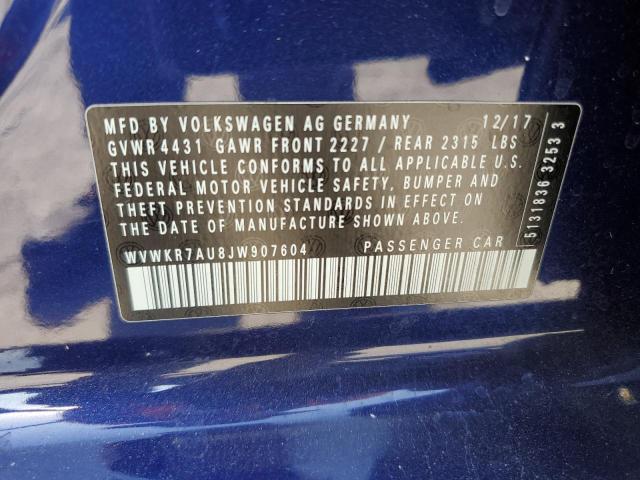 MFD BY VOLKSWAGEN AG GERMANY 12/17
GVWR4431 GAWR FRONT 2227 / REAR 2315 LBS
THIS VEHICLE CONFORMS TO ALL APPLICABLE U.S.
FEDERAL MOTOR VEHICLE SAFETY, BUMPER AND
THEFT PREVENTION STANDARDS IN EFFECT ON
THE DATE OF MANUFACTURE SHOWN ABOVE.
WVWKR7AU8JW907604 PASSENGER CAR
5131836 3253 3